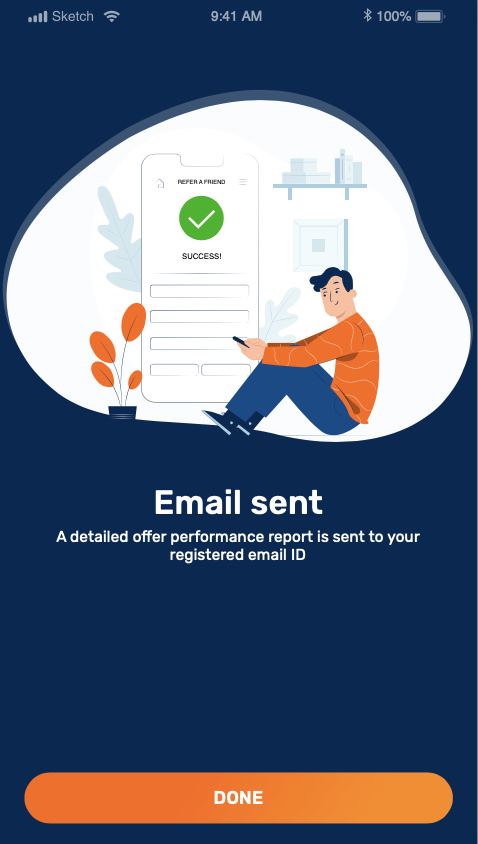 Sketch 9:41 AM 100%
REFER A FRIEND
SUCCESS!
Email sent
A detailed offer performance report is sent to your
registered email ID
DONE